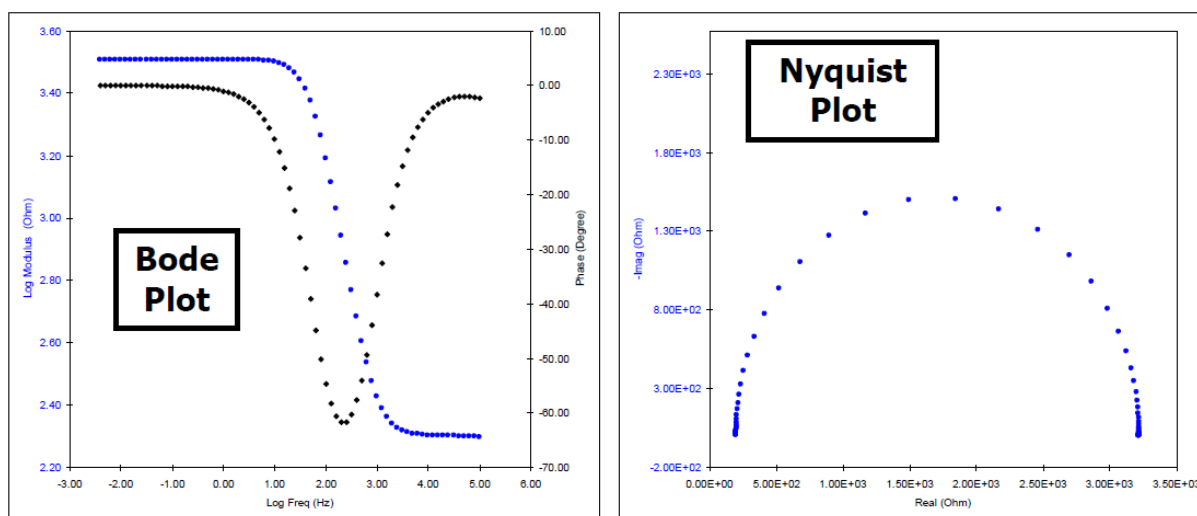 3.60
3.40
3.20
3.00
2.80
2.60
2.40
2.20
Log Modulus (Ohm)
10.00
0.00
-10.00
-20.00
-30.00
-40.00
-50.00
-60.00
-70.00
Phase (Degree)
Bode
Plot
-3.00 -2.00 -1.00 0.00 1.00 2.00 3.00 4.00 5.00 6.00
Log Freq (Hz)
Nyquist
Plot
2.30E+03
1.80E+03
1.30E+03
8.00E+02
3.00E+02
-2.00E+02
-Imag (Ohm)
0.00E+00 5.00E+02 1.00E+03 1.50E+03 2.00E+03 2.50E+03 3.00E+03 3.50E+03
Real (Ohm)